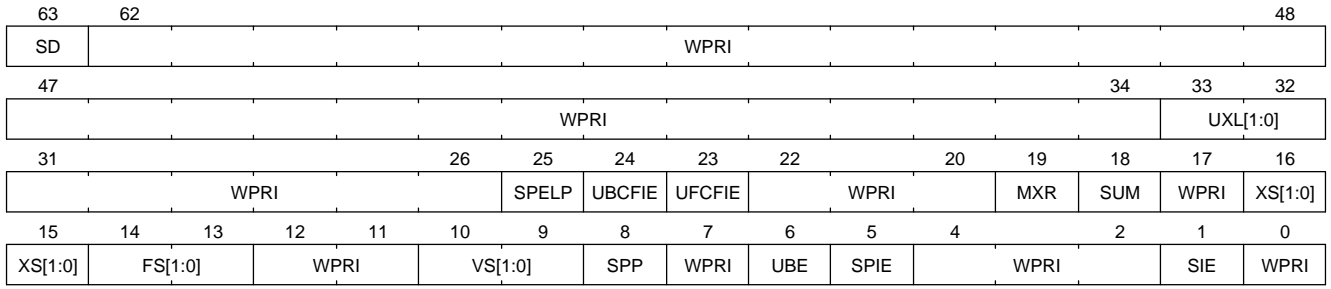 63 62 48
SD WPRI
47 34 33 32
WPRI UXL[1:0]
31 26 25 24 23 22 20 19 18 17 16
WPRI SPELP UBCFIE UFCFIE WPRI MXR SUM WPRI XS[1:0]
15 14 13 12 11 10 9 8 7 6 5 4 2 1 0
XS[1:0] FS[1:0] WPRI VS[1:0] SPP WPRI UBE SPIE WPRI SIE WPRI